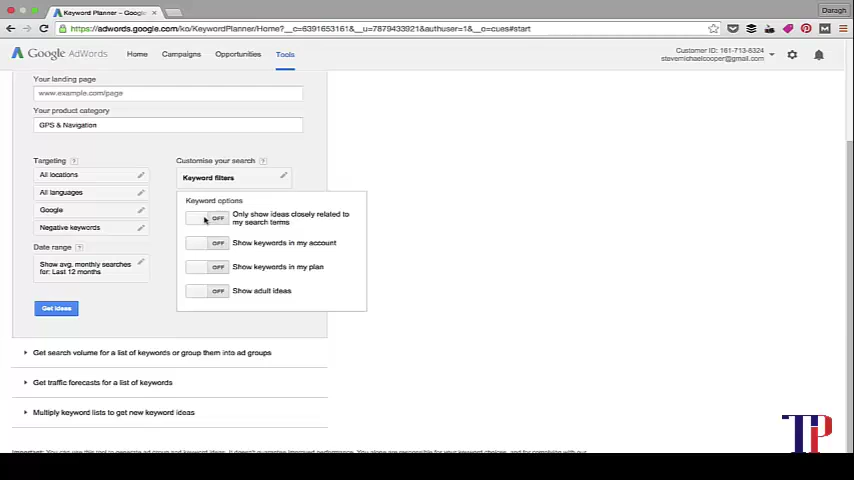 Keyword Planner – Googl
Daragh
https://adwords.google.com/ko/KeywordPlanner/Home?__c=6391653161&__u=7879433921&authuser=1&__o=cues#start
Google AdWords
Home
Campaigns
Opportunities
Tools
Customer ID: 161-713-6324
stevemichaelcooper@gmail.com
Your landing page
www.example.com/page
Your product category
GPS & Navigation
Targeting ?
Customise your search ?
All locations
Keyword filters
All languages
Google
Negative keywords
Keyword options
OFF Only show ideas closely related to
my search terms
OFF Show keywords in my account
OFF Show keywords in my plan
OFF Show adult ideas
Date range ?
Show avg. monthly searches
for: Last 12 months
Get ideas
Get search volume for a list of keywords or group them into ad groups
Get traffic forecasts for a list of keywords
Multiply keyword lists to get new keyword ideas
TP